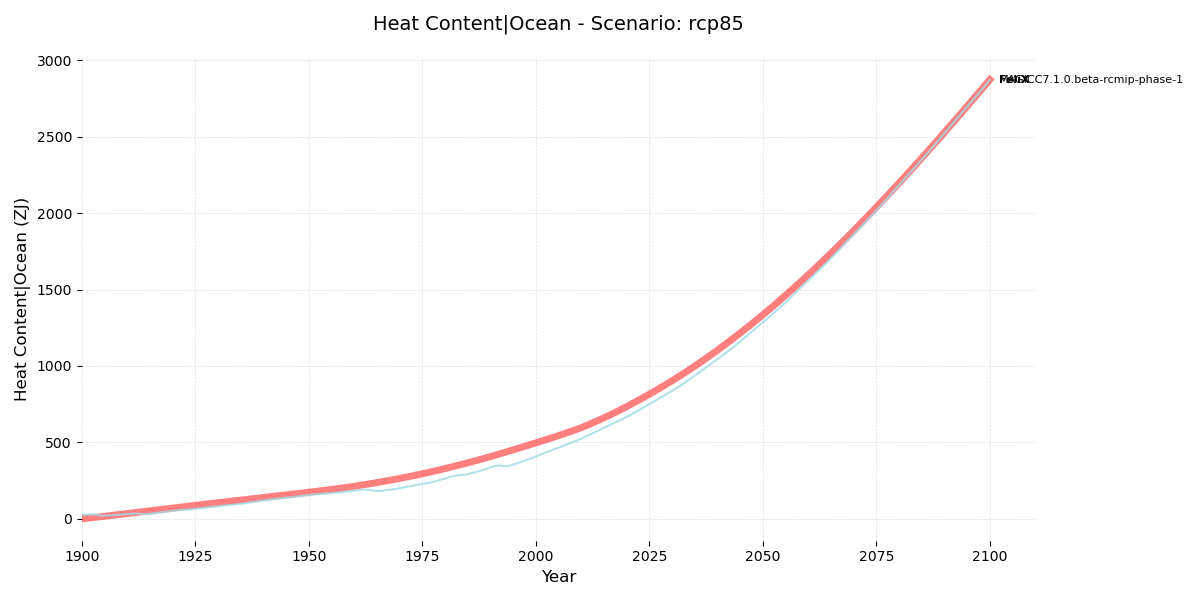 Heat Content|Ocean - Scenario: rcp85
Heat Content|Ocean (ZJ)
3000
2500
2000
1500
1000
500
0
1900 1925 1950 1975 2000 2025 2050 2075 2100
Year
CC7.1.0.beta-rcmip-phase-1